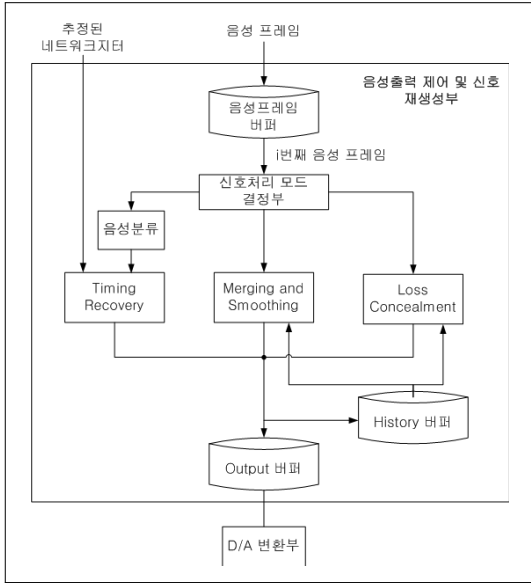 추정된
네트워크지터
음성 프레임
음성출력 제어 및 신호
재생성부
음성프레임
버퍼
i번째 음성 프레임
신호처리 모드
결정부
음성분류
Timing
Recovery
Merging and
Smoothing
Loss
Concealment
History 버퍼
Output 버퍼
D/A 변환부